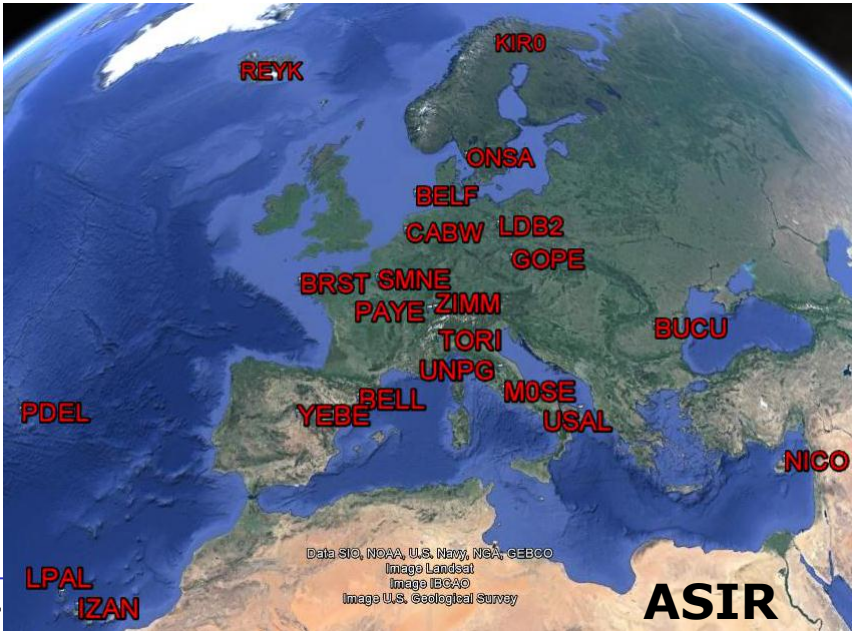 KIR0
REYK
ONSA
BELF
CABW LDB2
GOPE
BRST SMNE
PAYE ZIMM
BUCU
TORI
UNPG
BELL M0SE
PDEL YEBE USAL
NICO
Data SIO, NOAA, U.S. Navy, NGA, GEBCO
Image Landsat
Image IBCAO
Image U.S. Geological Survey
LPAL
IZAN
ASIR